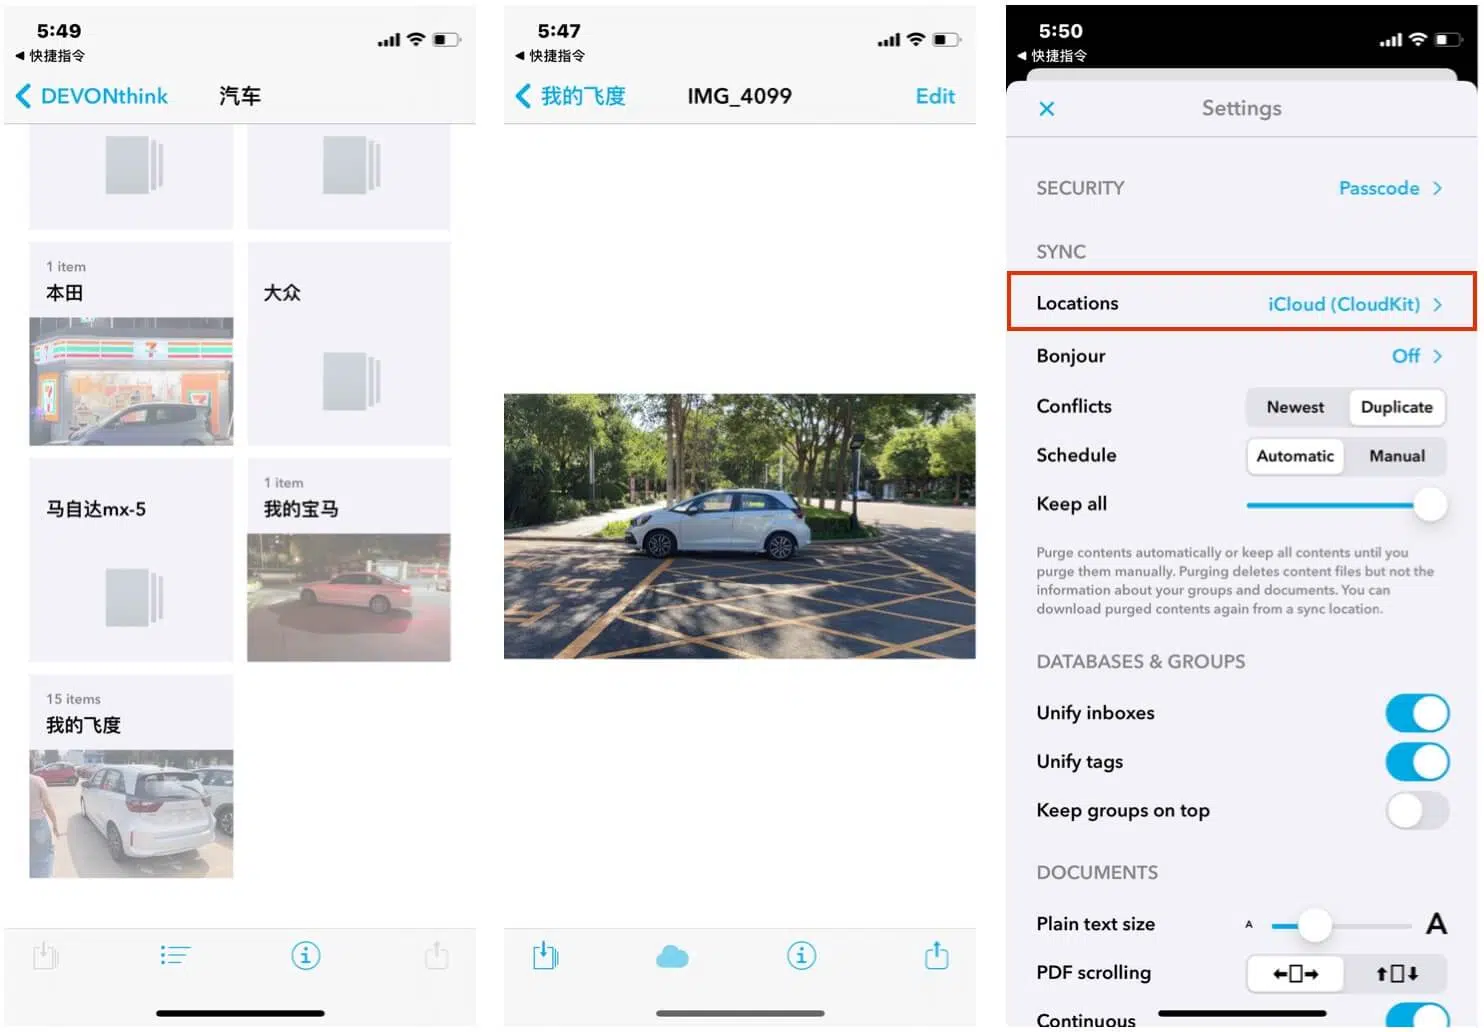 5:49
◀ 快捷指令
DEVONthink
汽车
1 item
本田
大众
马自达mx-5
1 item
我的宝马
15 items
我的飞度
5:47
◀ 快捷指令
我的飞度
IMG_4099
Edit
5:50
◀ 快捷指令
Settings
SECURITY
Passcode
SYNC
Locations
iCloud (CloudKit)
Bonjour
Off
Conflicts
Newest
Duplicate
Schedule
Automatic
Manual
Keep all
Purge contents automatically or keep all contents until you
purge them manually. Purging deletes content files but not the
information about your groups and documents. You can
download purged contents again from a sync location.
DATABASES & GROUPS
Unify inboxes
Unify tags
Keep groups on top
DOCUMENTS
Plain text size
A
A
PDF scrolling
Continuous